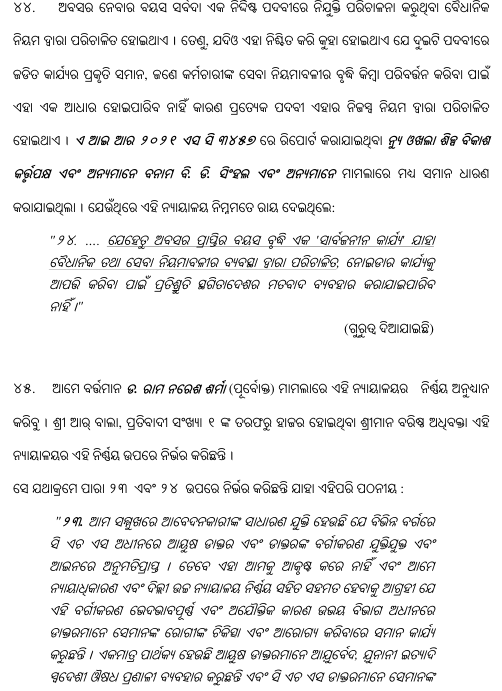 ୪୪. ଅବସର ନେବାର ବୟସ ସର୍ବଦା ଏକ ନିର୍ଦ୍ଦିଷ୍ଟ ପଦବୀରେ ନିଯୁକ୍ତି ପରିଚାଳନା କରୁଥିବା ବୈଧାନିକ
ନିୟମ ଦ୍ୱାରା ପରିଚାଳିତ ହୋଇଥାଏ । ତେଣୁ, ଯଦିଓ ଏହା ନିଶ୍ଚିତ କରି କୁହା ହୋଇଥାଏ ଯେ ଦୁଇଟି ପଦବୀରେ
ଜଡିତ କାର୍ଯ୍ୟର ପ୍ରକୃତି ସମାନ, ଜଣେ କର୍ମଚାରୀଙ୍କ ସେବା ନିୟମାବଳୀର ବୃଦ୍ଧି କିମ୍ବା ପରିବର୍ତ୍ତନ କରିବା ପାଇଁ
ଏହା ଏକ ଆଧାର ହୋଇପାରିବ ନାହିଁ କାରଣ ପ୍ରତ୍ୟେକ ପଦବୀ ଏହାର ନିଜସ୍ୱ ନିୟମ ଦ୍ୱାରା ପରିଚାଳିତ
ହୋଇଥାଏ । ଏ ଆଇ ଆର ୨୦୨୧ ଏସ ସି ୩୪୫୭ ରେ ରିପୋର୍ଟ କରାଯାଇଥିବା ନ୍ୟୁ ଓଖଲା ଶିଳ୍ପ ବିକାଶ
କର୍ତ୍ତୃପକ୍ଷ ଏବଂ ଅନ୍ୟମାନେ ବନାମ ବି. ଡି. ସିଂହଲ ଏବଂ ଅନ୍ୟମାନେ ମାମଲାରେ ମଧ୍ୟ ସମାନ ଧାରଣ
କରାଯାଇଥିଲା । ଯେଉଁଥିରେ ଏହି ନ୍ୟାୟାଳୟ ନିମ୍ନମତେ ରାୟ ଦେଇଥିଲେ:
"୨୪. .... ଯେହେତୁ ଅବସର ପ୍ରାପ୍ତିର ବୟସ ବୃଦ୍ଧି ଏକ 'ସାର୍ବଜନୀନ କାର୍ଯ୍ୟ' ଯାହା
ବୈଧାନିକ ତଥା ସେବା ନିୟମାବଳୀର ବ୍ୟବସ୍ଥା ଦ୍ୱାରା ପରିଚାଳିତ, ନୋଇଡାର କାର୍ଯ୍ୟକୁ
ଆପତ୍ତି କରିବା ପାଇଁ ପ୍ରତିଶୃତି ଛଗିତାଦେଶର ମତବାଦ ବ୍ୟବହାର କରାଯାଇପାରିବ
ନାହିଁ ।"
(ଗୁରୁତ୍ୱ ଦିଆଯାଇଛି)
୪୫. ଆମେ ବର୍ତ୍ତମାନ ଡ. ରାମ ନରେଶ ଶର୍ମା (ପୂର୍ବୋକ୍ତ) ମାମଲାରେ ଏହି ନ୍ୟାୟାଳୟର ନିର୍ଣ୍ଣୟ ଅନୁଧ୍ୟାନ
କରିବୁ । ଶ୍ରୀ ଆର୍ ବାଲା, ପ୍ରତିବାଦୀ ସଂଖ୍ୟା ୧ ଙ୍କ ତରଫରୁ ହାଜର ହୋଇଥିବା ଶ୍ରୀମାନ ବରିଷ୍ଠ ଅଧିବକ୍ତା ଏହି
ନ୍ୟାୟାଳୟର ଏହି ନିର୍ଣ୍ଣୟ ଉପରେ ନିର୍ଭର କରିଛନ୍ତି ।
ସେ ଯଥାକ୍ରମେ ପାରା ୨୩ ଏବଂ ୨୪ ଉପରେ ନିର୍ଭର କରିଛନ୍ତି ଯାହା ଏହିପରି ପଠନୀୟ :
"୨୩. ଆମ ସମ୍ମୁଖରେ ଆବେଦନକାରୀଙ୍କ ସାଧାରଣ ଯୁକ୍ତି ହେଉଛି ଯେ ବିଭିନ୍ନ ବର୍ଗରେ
ସି ଏଚ ଏସ ଅଧୀନରେ ଆୟୁଷ ଡାକ୍ତର ଏବଂ ଡାକ୍ତରଙ୍କ ବର୍ଗୀକରଣ ଯୁକ୍ତିଯୁକ୍ତ ଏବଂ
ଆଇନରେ ଅନୁମତିପ୍ରାପ୍ତ । ତେବେ ଏହା ଆମକୁ ଆକୃଷ୍ଟ କରେ ନାହିଁ ଏବଂ ଆମେ
ନ୍ୟାୟାଧିକାରଣ ଏବଂ ଦିଲ୍ଲୀ ଉଚ୍ଚ ନ୍ୟାୟାଳୟ ନିର୍ଣ୍ଣୟ ସହିତ ସହମତ ହେବାକୁ ଆଗ୍ରହୀ ଯେ
ଏହି ବର୍ଗୀକରଣ ଭେଦଭାବପୂର୍ଣ୍ଣ ଏବଂ ଅଯୌକ୍ତିକ କାରଣ ଉଭୟ ବିଭାଗ ଅଧୀନରେ
ଡାକ୍ତରମାନେ ସେମାନଙ୍କ ରୋଗୀଙ୍କ ଚିକିତ୍ସା ଏବଂ ଆରୋଗ୍ୟ କରିବାରେ ସମାନ କାର୍ଯ୍ୟ
କରୁଛନ୍ତି । ଏକମାତ୍ର ପାର୍ଥକ୍ୟ ହେଉଛି ଆୟୁଷ ଡାକ୍ତରମାନେ ଆୟୁର୍ବେଦ, ୟୁନାନୀ ଇତ୍ୟାଦି
ସ୍ୱଦେଶୀ ଔଷଧ ପ୍ରଣାଳୀ ବ୍ୟବହାର କରୁଛନ୍ତି ଏବଂ ସି ଏଚ ଏସ ଡାକ୍ତରମାନେ ସେମାନଙ୍କ